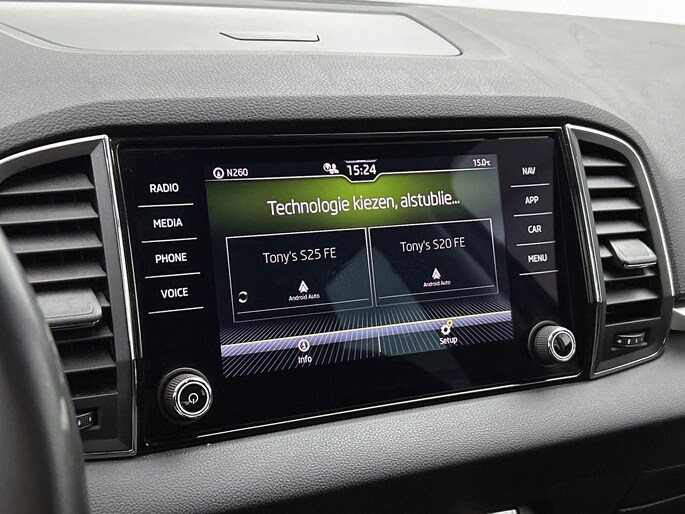 N260
15:24
15.0°C
Technologie kiezen, alstublie...
Tony's S25 FE
Android Auto
Tony's S20 FE
Android Auto
Info
Setup
RADIO
MEDIA
PHONE
VOICE
NAV
APP
CAR
MENU